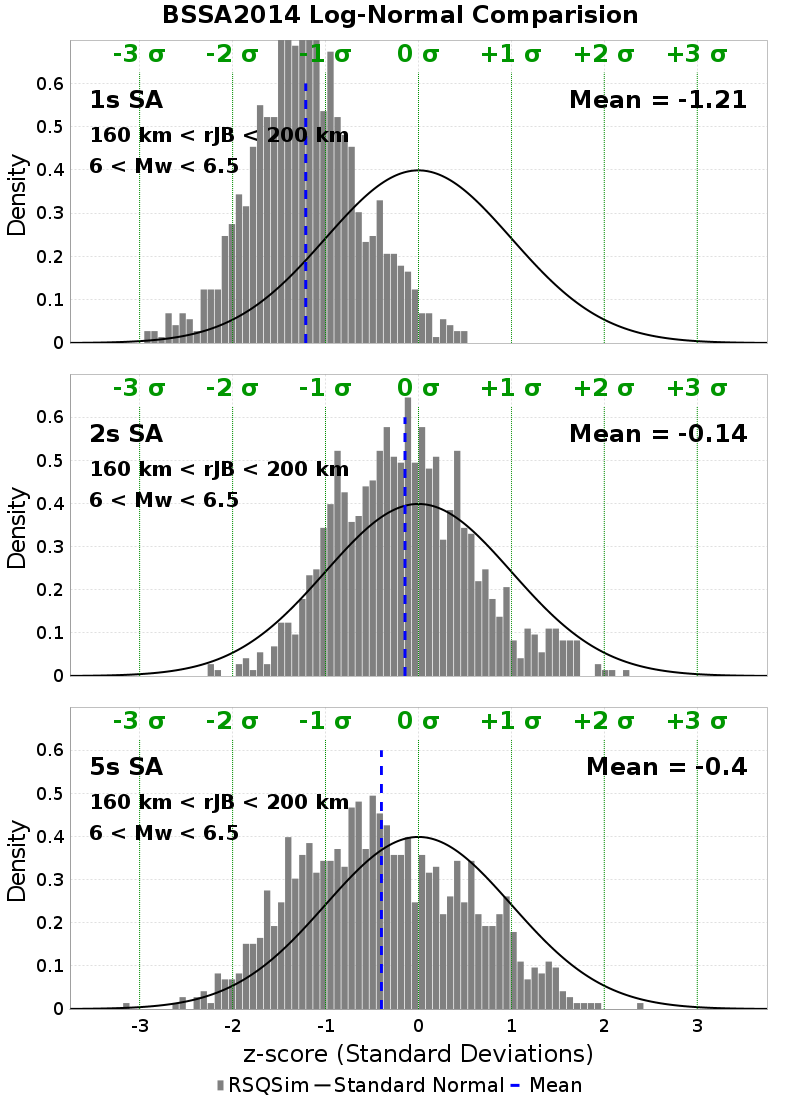 BSSA2014 Log-Normal Comparision
-3 σ -2 σ -1 σ 0 σ +1 σ +2 σ +3 σ
0.6
1s SA Mean = -1.21
0.5
160 km < rJB < 200 km
6 < Mw < 6.5
0.4
0.3
0.2
0.1
0
Density
-3 σ -2 σ -1 σ 0 σ +1 σ +2 σ +3 σ
0.6
2s SA Mean = -0.14
0.5
160 km < rJB < 200 km
6 < Mw < 6.5
0.4
0.3
0.2
0.1
0
Density
-3 σ -2 σ -1 σ 0 σ +1 σ +2 σ +3 σ
0.6
5s SA Mean = -0.4
0.5
160 km < rJB < 200 km
6 < Mw < 6.5
0.4
0.3
0.2
0.1
0
Density
-3 -2 -1 0 1 2 3
z-score (Standard Deviations)
RSQSim Standard Normal Mean